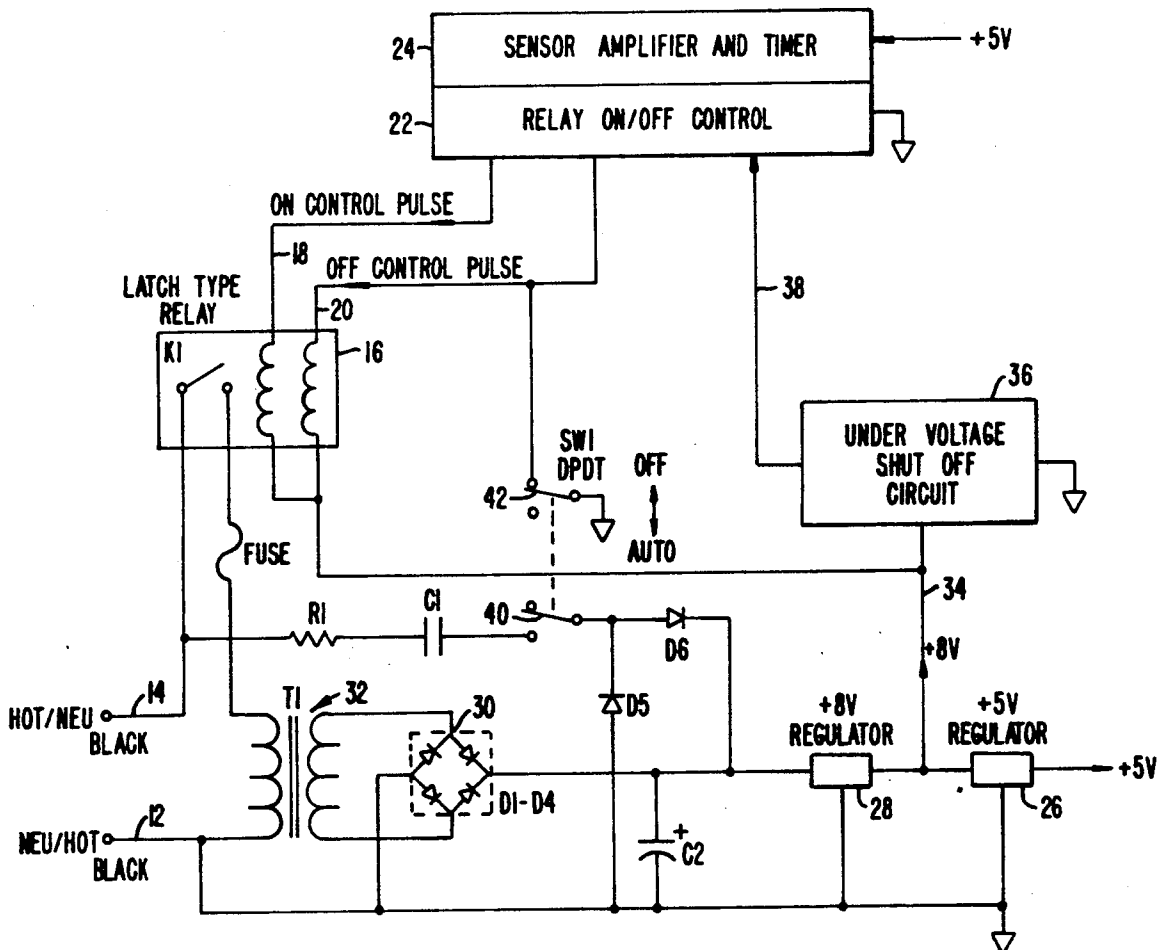 24
SENSOR AMPLIFIER AND TIMER
+5V
22
RELAY ON/OFF CONTROL
ON CONTROL PULSE
18
OFF CONTROL PULSE
20
38
LATCH TYPE
RELAY
K1
16
36
UNDER VOLTAGE
SHUT OFF
CIRCUIT
SW1
DPDT
OFF
42
AUTO
FUSE
34
R1
C1
40
D6
+8V
T1
32
14
HOT/NEU
BLACK
30
D5
+8V
REGULATOR
+5V
REGULATOR
+5V
D1-D4
28
26
12
NEU/HOT
BLACK
+
C2